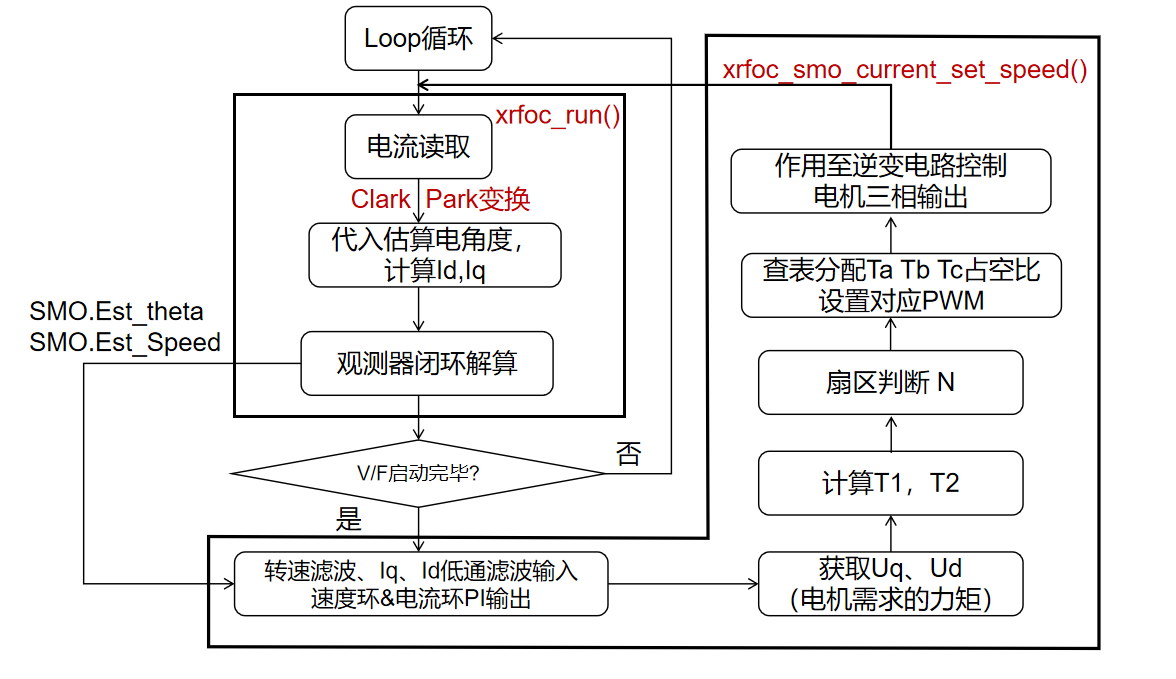 Loop循环
xrfoc_smo_current_set_speed()
xrfoc_run()
电流读取
Clark Park变换
代入估算电角度，
计算Id,Iq
SMO.Est_theta
SMO.Est_Speed
观测器闭环解算
V/F启动完毕?
否
是
转速滤波、Iq、Id低通滤波输入
速度环&电流环PI输出
获取Uq、Ud
（电机需求的力矩）
计算T1，T2
扇区判断 N
查表分配Ta Tb Tc占空比
设置对应PWM
作用至逆变电路控制
电机三相输出